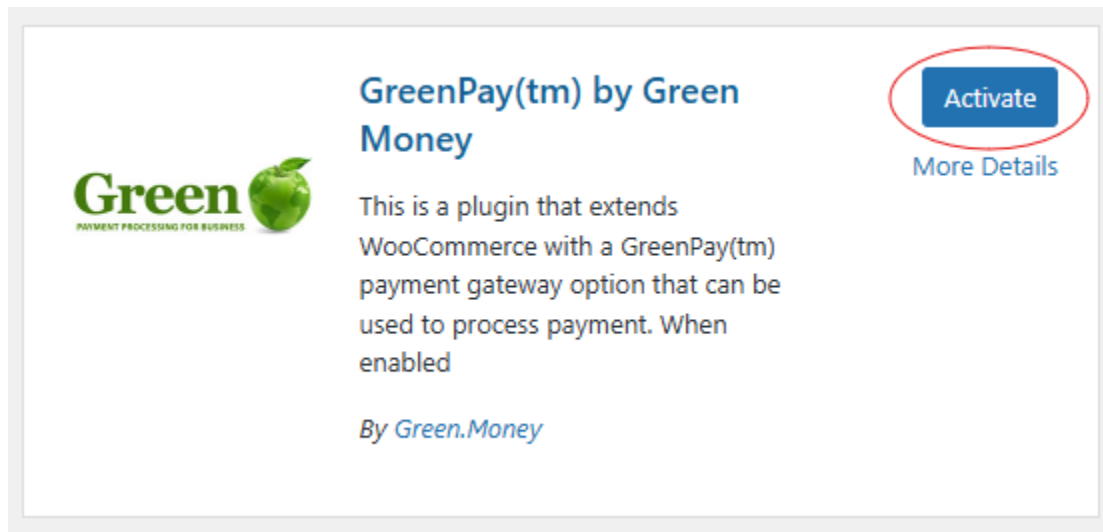 GreenPay(tm) by Green
Money
Activate
More Details
Green
PAYMENT PROCESSING FOR BUSINESS
This is a plugin that extends
WooCommerce with a GreenPay(tm)
payment gateway option that can be
used to process payment. When
enabled
By Green.Money